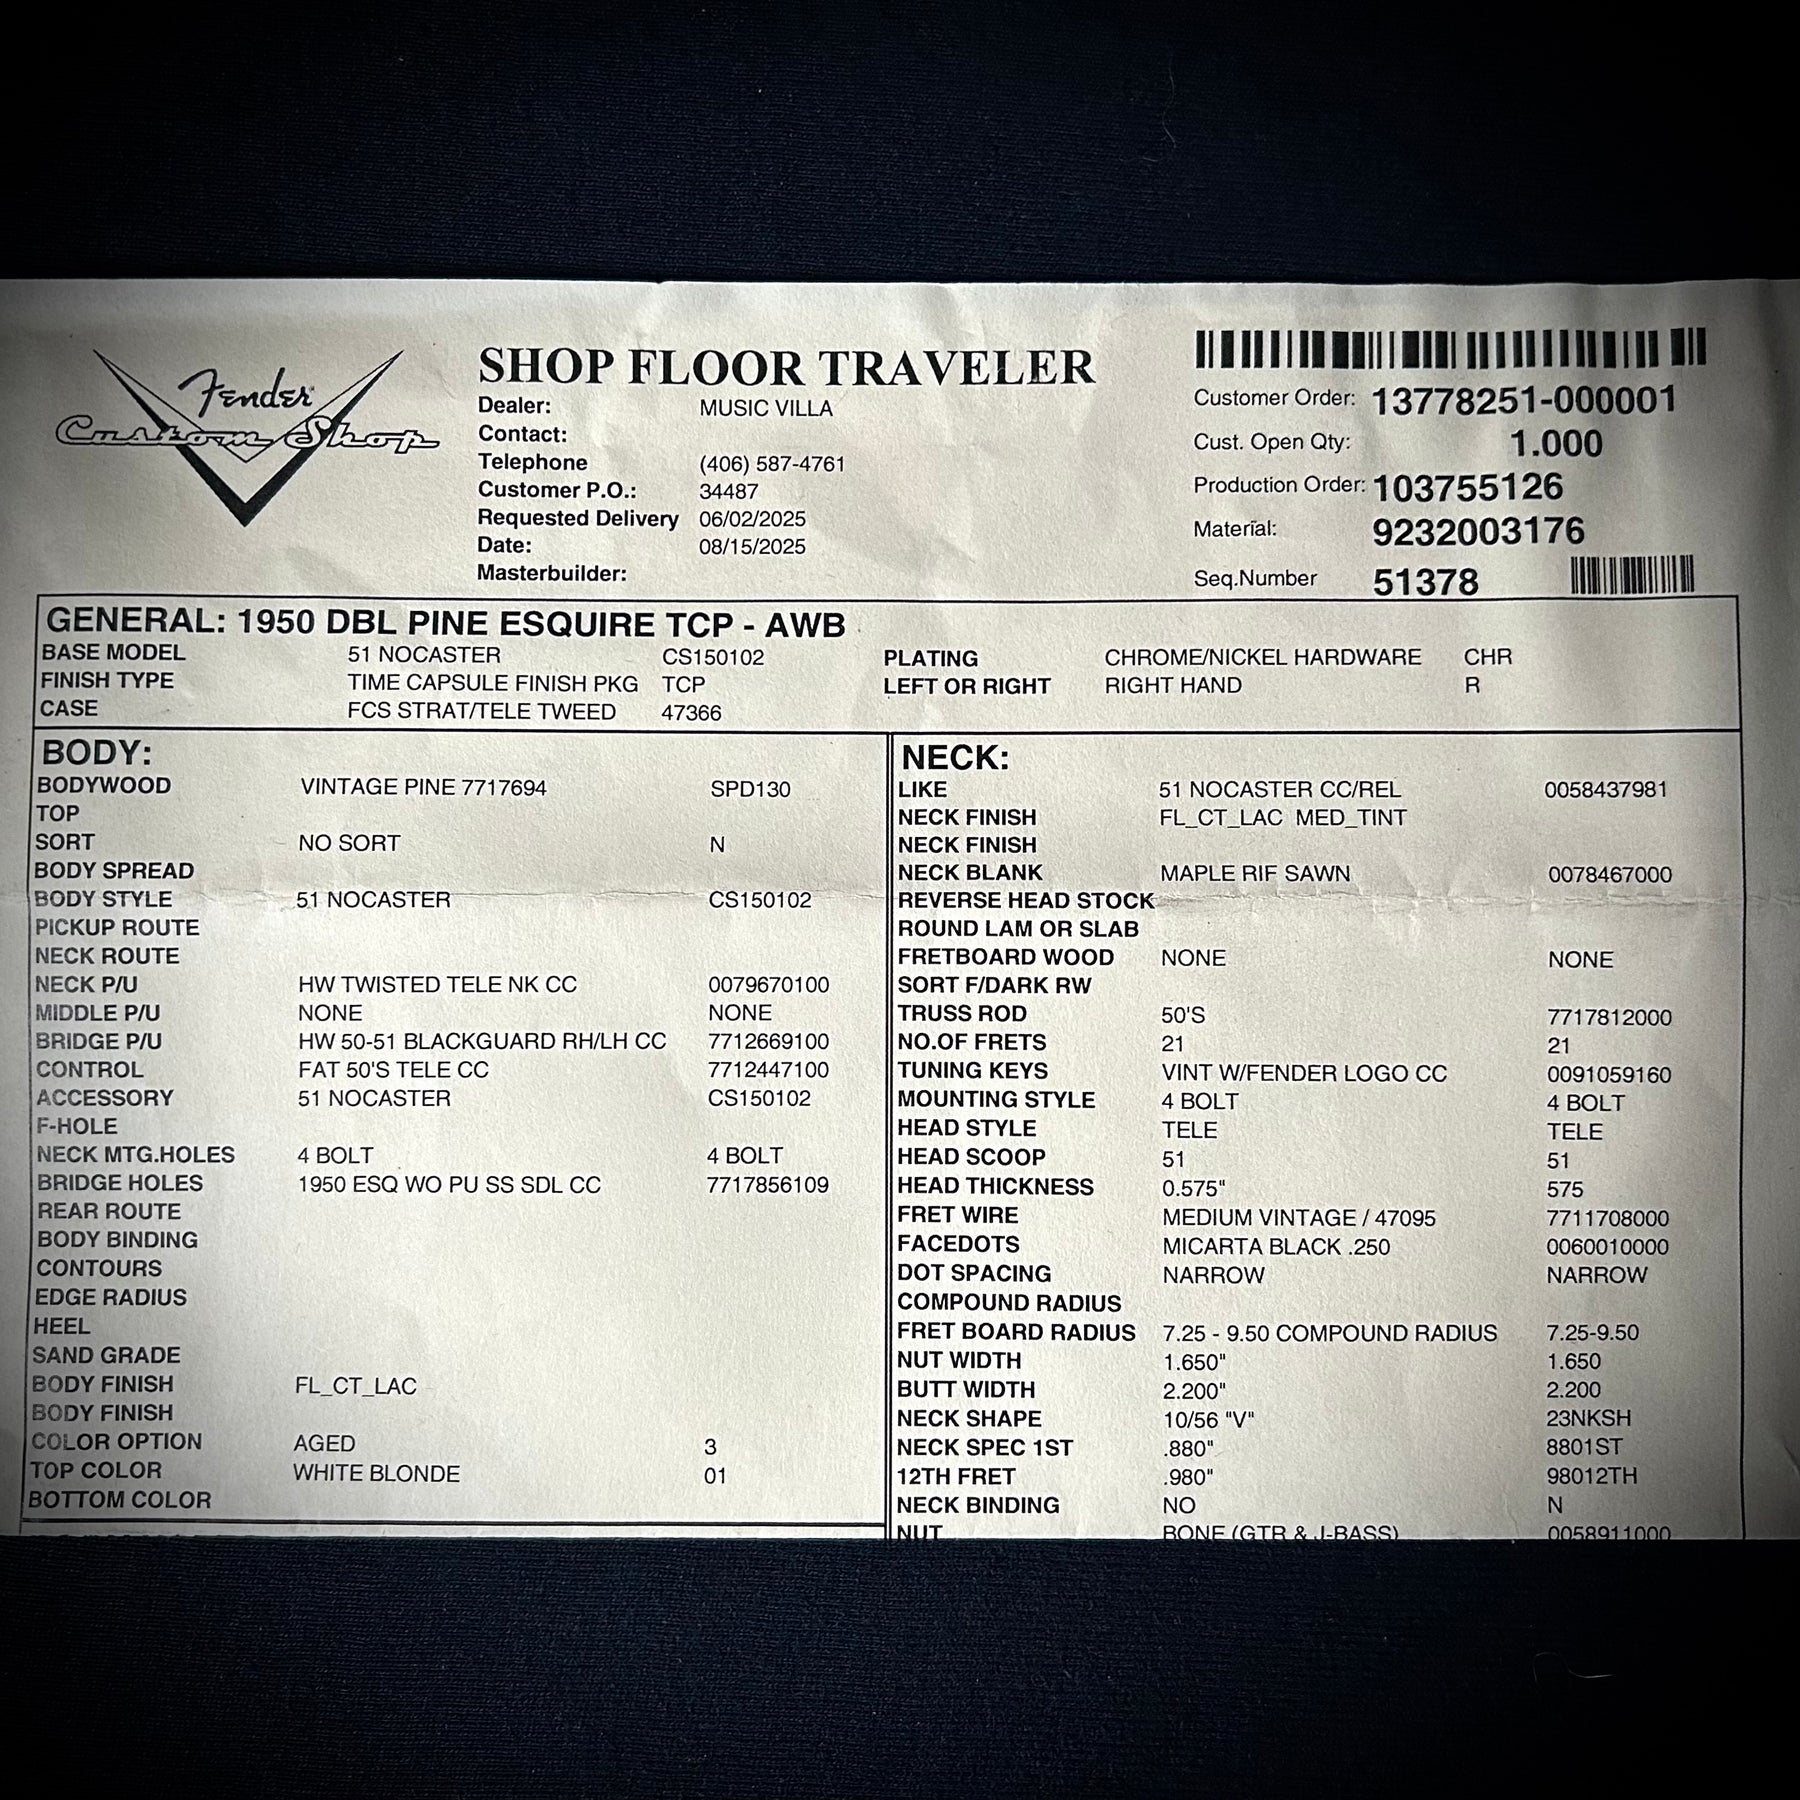 Fender
Custom Shop
SHOP FLOOR TRAVELER
Dealer: MUSIC VILLA
Contact:
Telephone (406) 587-4761
Customer P.O.: 34487
Requested Delivery 06/02/2025
Date: 08/15/2025
Masterbuilder:
Customer Order: 13778251-000001
Cust. Open Qty: 1.000
Production Order: 103755126
Material: 9232003176
Seq.Number 51378
GENERAL: 1950 DBL PINE ESQUIRE TCP - AWB
BASE MODEL 51 NOCASTER CS150102
FINISH TYPE TIME CAPSULE FINISH PKG TCP
CASE FCS STRAT/TELE TWEED 47366
PLATING CHROME/NICKEL HARDWARE CHR
LEFT OR RIGHT RIGHT HAND R
BODY:
BODYWOOD VINTAGE PINE 7717694 SPD130
TOP
SORT NO SORT N
BODY SPREAD
BODY STYLE 51 NOCASTER CS150102
PICKUP ROUTE
NECK ROUTE
NECK P/U HW TWISTED TELE NK CC 0079670100
MIDDLE P/U NONE NONE
BRIDGE P/U HW 50-51 BLACKGUARD RH/LH CC 7712669100
CONTROL FAT 50'S TELE CC 7712447100
ACCESSORY 51 NOCASTER CS150102
F-HOLE
NECK MTG.HOLES 4 BOLT 4 BOLT
BRIDGE HOLES 1950 ESQ WO PU SS SDL CC 7717856109
REAR ROUTE
BODY BINDING
CONTOURS
EDGE RADIUS
HEEL
SAND GRADE
BODY FINISH FL_CT_LAC
BODY FINISH
COLOR OPTION AGED 3
TOP COLOR WHITE BLONDE 01
BOTTOM COLOR
NECK:
LIKE 51 NOCASTER CC/REL 0058437981
NECK FINISH FL_CT_LAC MED_TINT
NECK FINISH
NECK BLANK MAPLE RIF SAWN 0078467000
REVERSE HEAD STOCK
ROUND LAM OR SLAB
FRETBOARD WOOD NONE NONE
SORT F/DARK RW
TRUSS ROD 50'S 7717812000
NO.OF FRETS 21 21
TUNING KEYS VINT W/FENDER LOGO CC 0091059160
MOUNTING STYLE 4 BOLT 4 BOLT
HEAD STYLE TELE TELE
HEAD SCOOP 51 51
HEAD THICKNESS 0.575" 575
FRET WIRE MEDIUM VINTAGE / 47095 7711708000
FACEDOTS MICARTA BLACK .250 0060010000
DOT SPACING NARROW NARROW
COMPOUND RADIUS
FRET BOARD RADIUS 7.25 - 9.50 COMPOUND RADIUS 7.25-9.50
NUT WIDTH 1.650" 1.650
BUTT WIDTH 2.200" 2.200
NECK SHAPE 10/56 "V" 23NKSH
NECK SPEC 1ST .880" 8801ST
12TH FRET .980" 98012TH
NECK BINDING NO N
NUT BONE (GTR & J-BASS) 0058911000